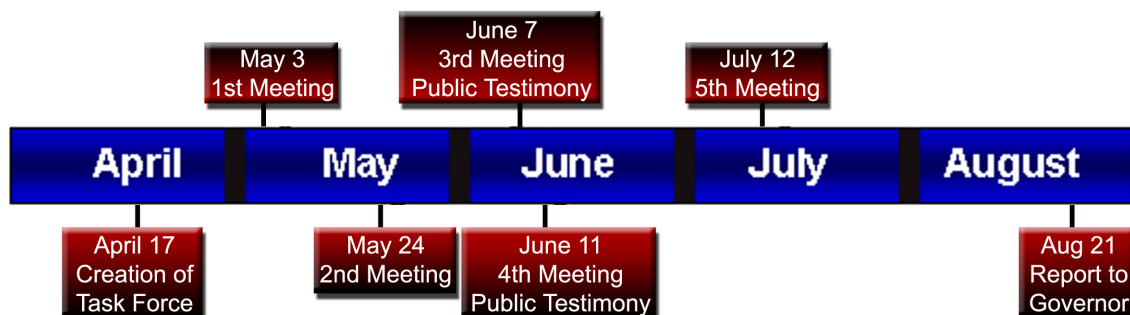 May 3
1st Meeting
June 7
3rd Meeting
Public Testimony
July 12
5th Meeting
April
May
June
July
August
April 17
Creation of
Task Force
May 24
2nd Meeting
June 11
4th Meeting
Public Testimony
Aug 21
Report to
Governor